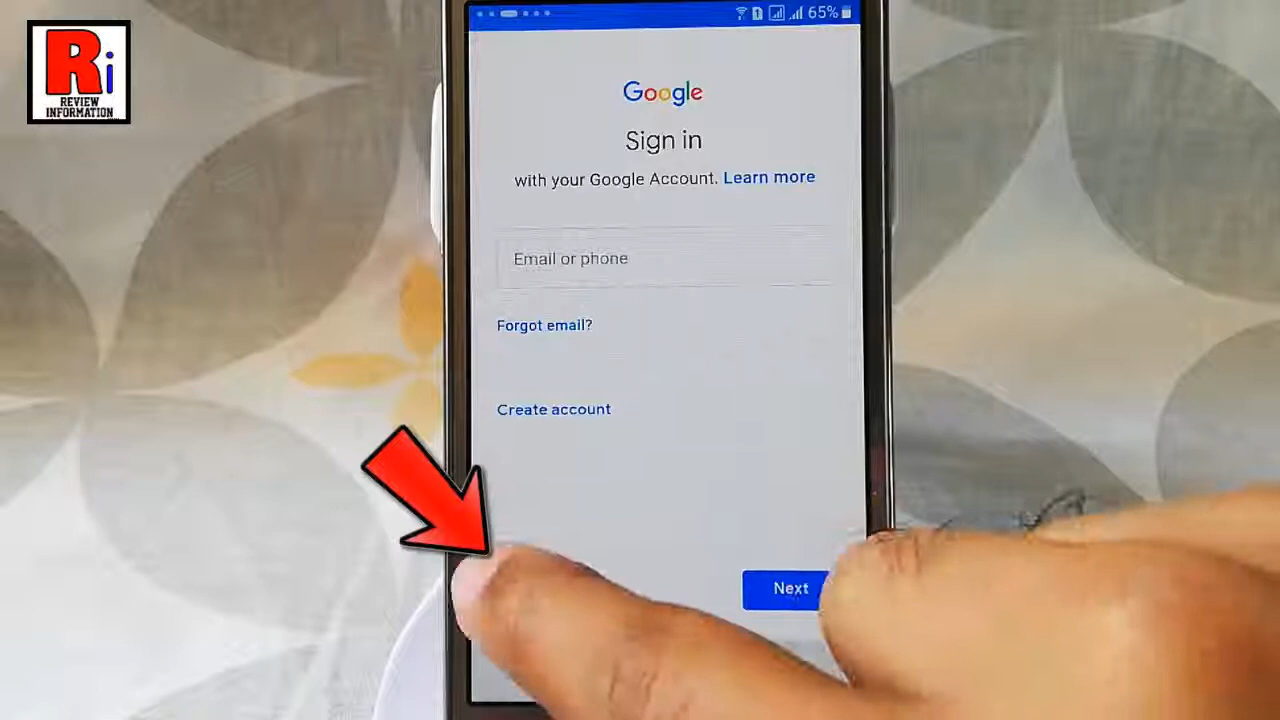 Ri
REVIEW
INFORMATION
65%
Google
Sign in
with your Google Account. Learn more
Email or phone
Forgot email?
Create account
Next